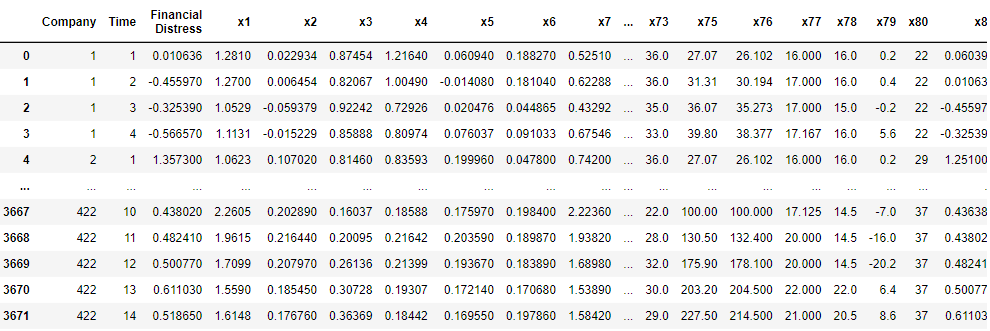 Company Time Financial Distress x1 x2 x3 x4 x5 x6 x7 ... x73 x75 x76 x77 x78 x79 x80 x8
0 1 1 0.010636 1.2810 0.022934 0.87454 1.21640 0.060940 0.188270 0.52510 ... 36.0 27.07 26.102 16.000 16.0 0.2 22 0.06039
1 1 2 -0.455970 1.2700 0.006454 0.82067 1.00490 -0.014080 0.181040 0.62288 ... 36.0 31.31 30.194 17.000 16.0 0.4 22 0.01063
2 1 3 -0.325390 1.0529 -0.059379 0.92242 0.72926 0.020476 0.044865 0.43292 ... 35.0 36.07 35.273 17.000 15.0 -0.2 22 -0.45597
3 1 4 -0.566570 1.1131 -0.015229 0.85888 0.80974 0.076037 0.091033 0.67546 ... 33.0 39.80 38.377 17.167 16.0 5.6 22 -0.32539
4 2 1 1.357300 1.0623 0.107020 0.81460 0.83593 0.199960 0.047800 0.74200 ... 36.0 27.07 26.102 16.000 16.0 0.2 29 1.25100
... ... ... ... ... ... ... ... ... ... ... ... ... ... ... ... ... ... ... ...
3667 422 10 0.438020 2.2605 0.202890 0.16037 0.18588 0.175970 0.198400 2.22360 ... 22.0 100.00 100.000 17.125 14.5 -7.0 37 0.43638
3668 422 11 0.482410 1.9615 0.216440 0.20095 0.21642 0.203590 0.189870 1.93820 ... 28.0 130.50 132.400 20.000 14.5 -16.0 37 0.43802
3669 422 12 0.500770 1.7099 0.207970 0.26136 0.21399 0.193670 0.183890 1.68980 ... 32.0 175.90 178.100 20.000 14.5 -20.2 37 0.48241
3670 422 13 0.611030 1.5590 0.185450 0.30728 0.19307 0.172140 0.170680 1.53890 ... 30.0 203.20 204.500 22.000 22.0 6.4 37 0.50077
3671 422 14 0.518650 1.6148 0.176760 0.36369 0.18442 0.169550 0.197860 1.58420 ... 29.0 227.50 214.500 21.000 20.5 8.6 37 0.61103